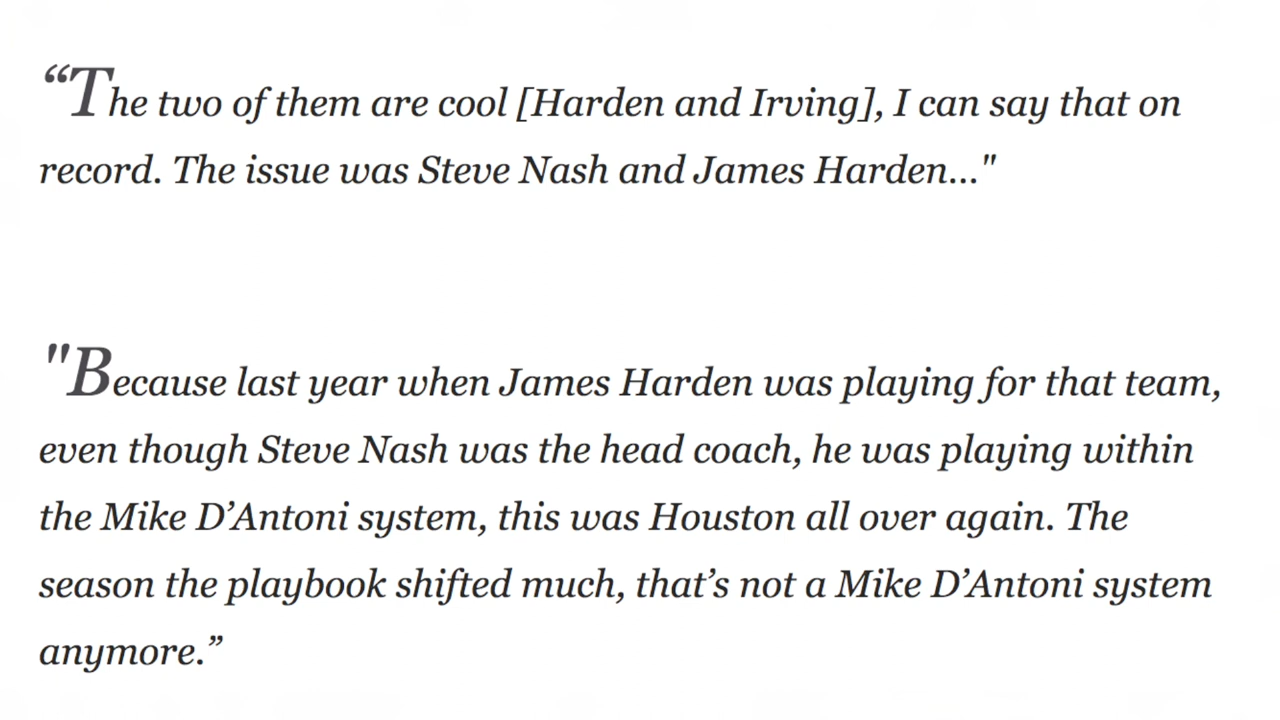 “The two of them are cool [Harden and Irving], I can say that on
record. The issue was Steve Nash and James Harden..."
"Because last year when James Harden was playing for that team,
even though Steve Nash was the head coach, he was playing within
the Mike D’Antoni system, this was Houston all over again. The
season the playbook shifted much, that’s not a Mike D’Antoni system
anymore.”